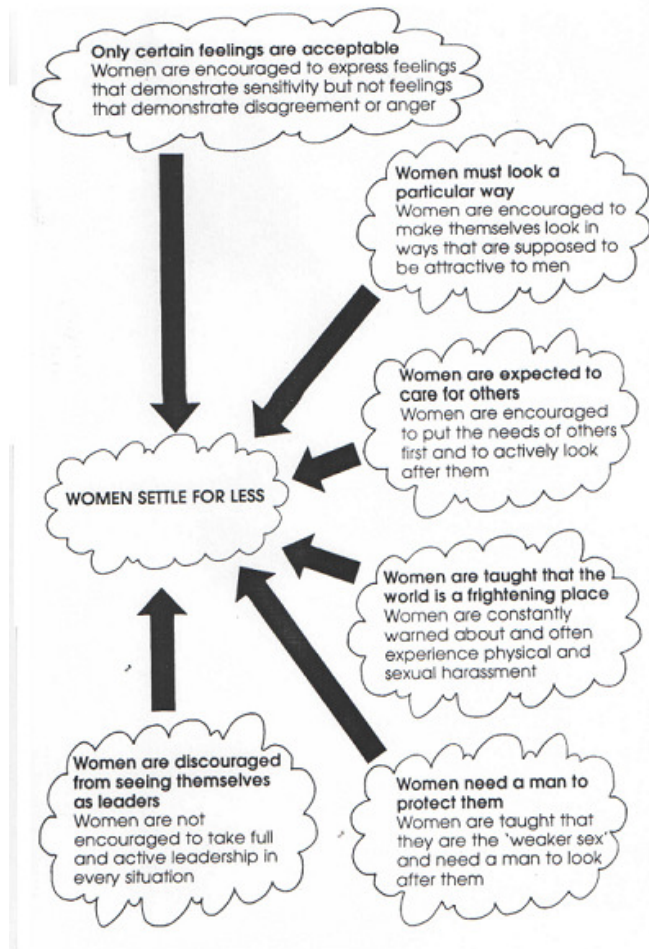 Only certain feelings are acceptable
Women are encouraged to express feelings
that demonstrate sensitivity but not feelings
that demonstrate disagreement or anger
Women must look a
particular way
Women are encouraged to
make themselves look in
ways that are supposed to
be attractive to men
Women are expected to
care for others
Women are encouraged
to put the needs of others
first and to actively look
after them
WOMEN SETTLE FOR LESS
Women are taught that the
world is a frightening place
Women are constantly
warned about and often
experience physical and
sexual harassment
Women are discouraged
from seeing themselves
as leaders
Women are not
encouraged to take full
and active leadership in
every situation
Women need a man to
protect them
Women are taught that
they are the 'weaker sex'
and need a man to look
after them